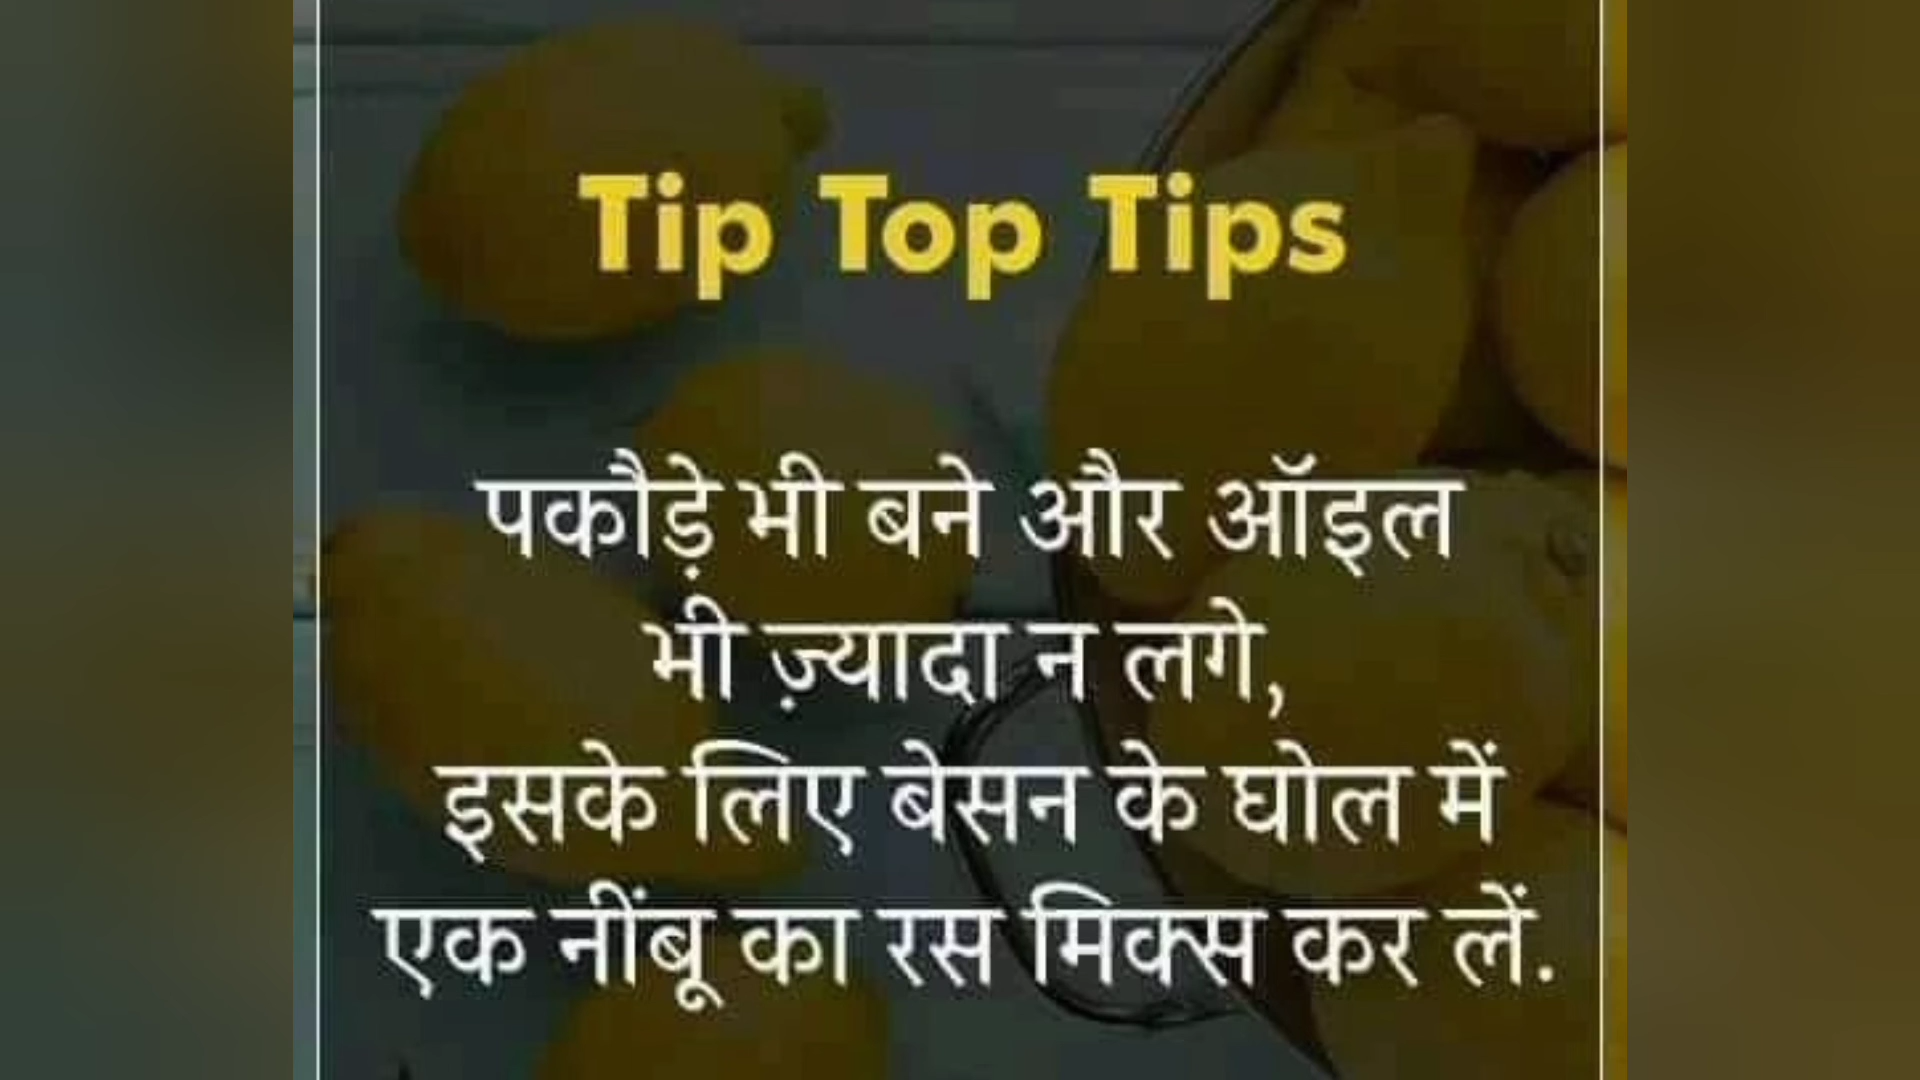 Tip Top Tips
पकौड़े भी बने और ऑइल
भी ज़्यादा न लगे,
इसके लिए बेसन के घोल में
एक नींबू का रस मिक्स कर लें.